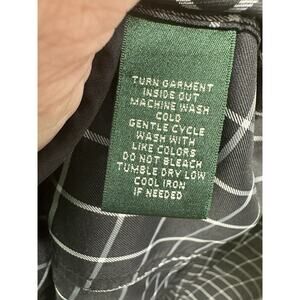 TURN GARMENT
INSIDE OUT
MACHINE WASH
COLD
GENTLE CYCLE
WASH WITH
LIKE COLORS
DO NOT BLEACH
TUMBLE DRY LOW
COOL IRON
IF NEEDED